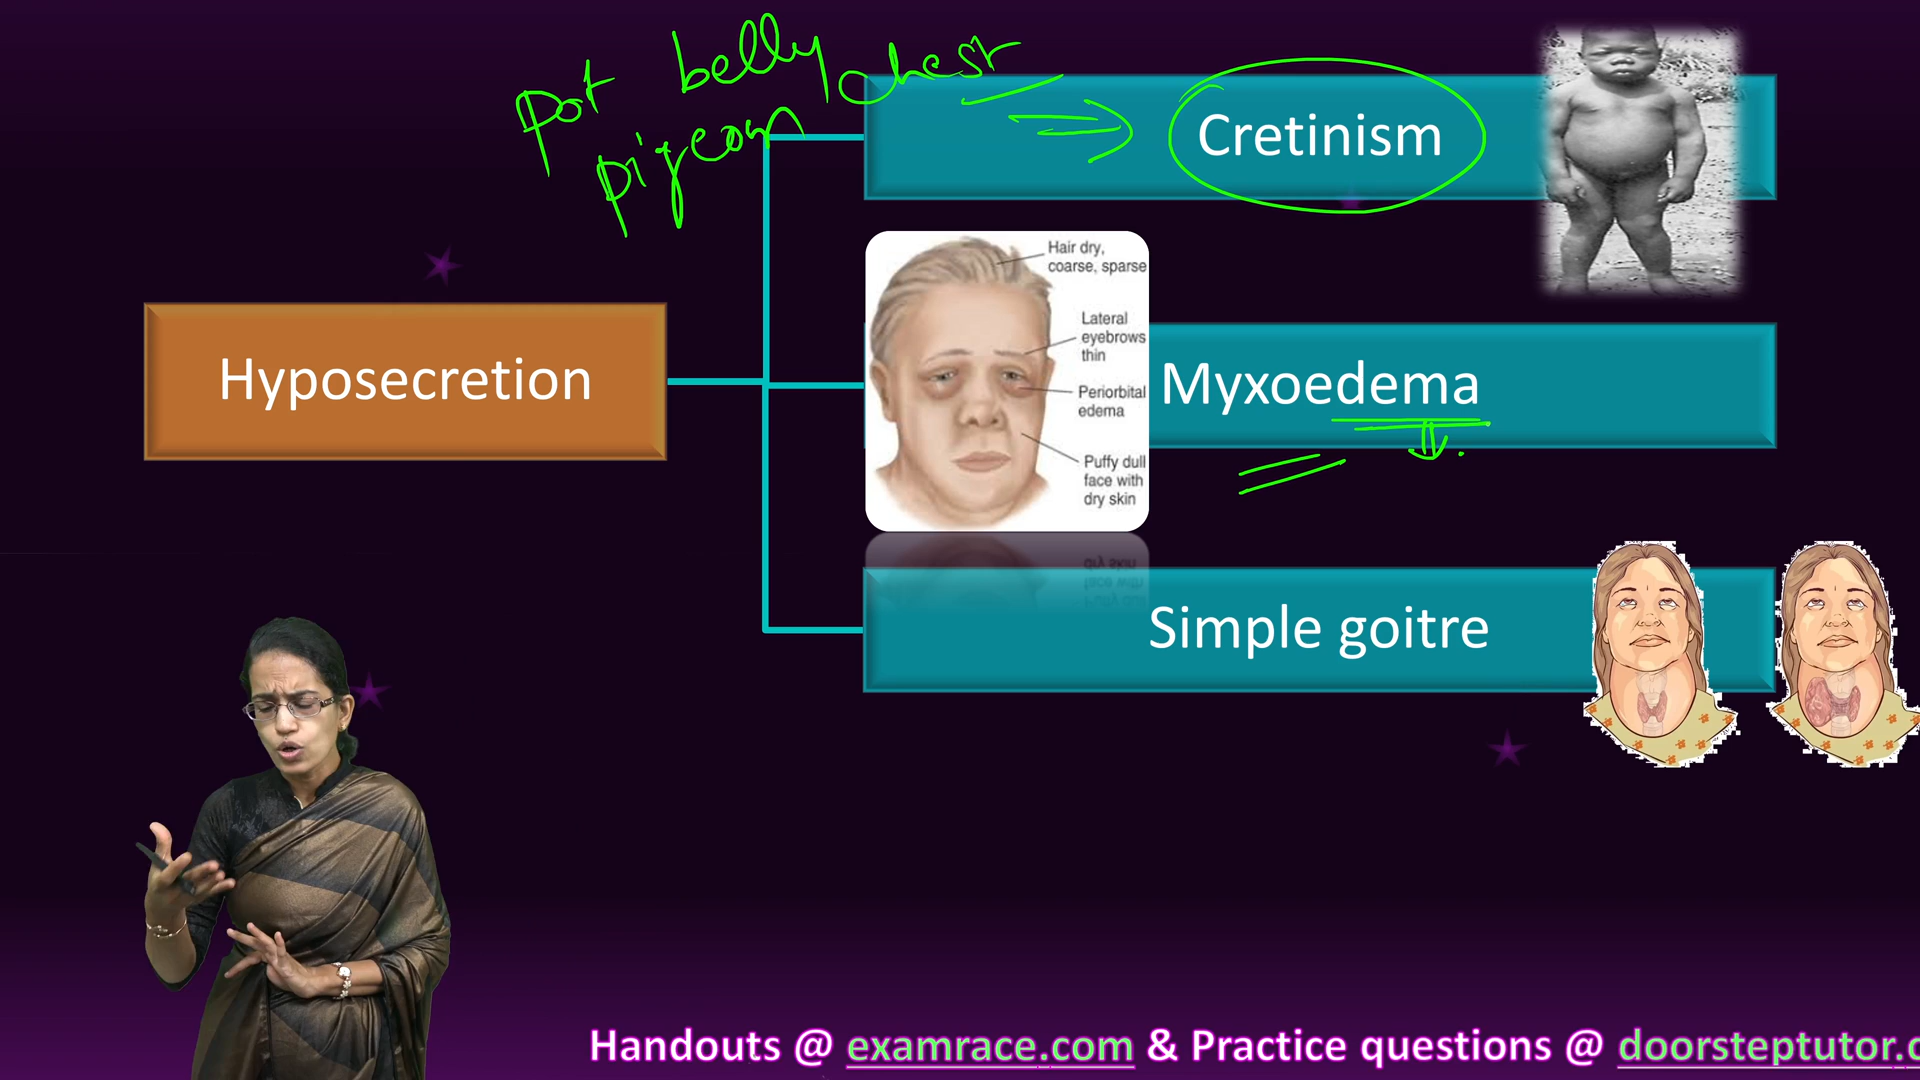 Pot belly
pigeon chest
Cretinism
Hair dry,
coarse, sparse
Lateral
eyebrows
thin
Periorbital
edema
Puffy dull
face with
dry skin
Hyposecretion
Myxoedema
Simple goitre
Handouts @ examrace.com & Practice questions @ doorsteptutor.c